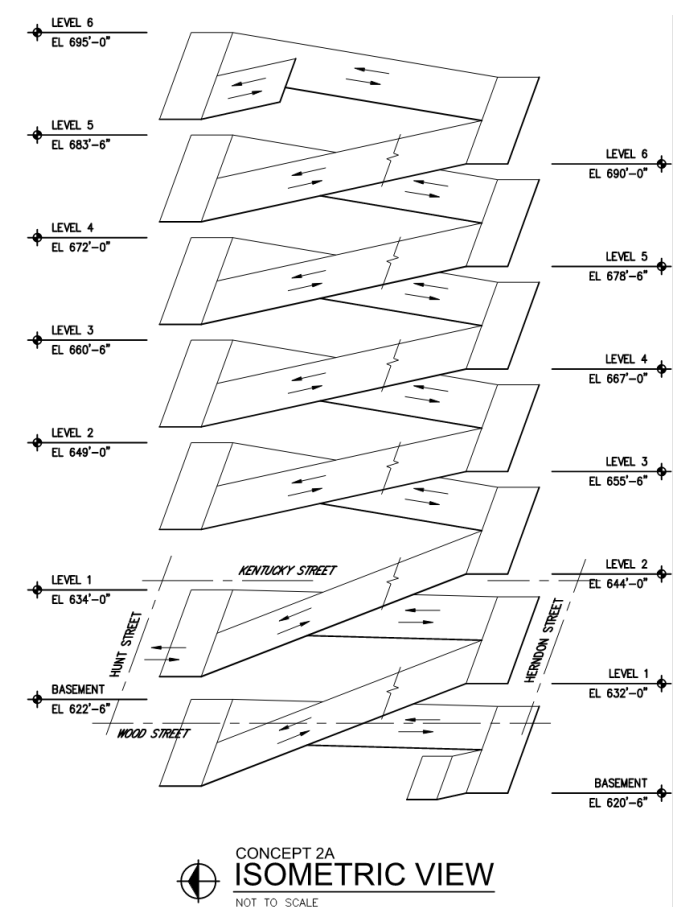 LEVEL 6
EL 695'-0"
LEVEL 5
EL 683'-6"
LEVEL 6
EL 690'-0"
LEVEL 4
EL 672'-0"
LEVEL 5
EL 678'-6"
LEVEL 3
EL 660'-6"
LEVEL 4
EL 667'-0"
LEVEL 2
EL 649'-0"
LEVEL 3
EL 655'-6"
KENTUCKY STREET
LEVEL 1
EL 634'-0"
LEVEL 2
EL 644'-0"
HUNT STREET
HERNDON STREET
BASEMENT
EL 622'-6"
LEVEL 1
EL 632'-0"
WOOD STREET
BASEMENT
EL 620'-6"
CONCEPT 2A
ISOMETRIC VIEW
NOT TO SCALE